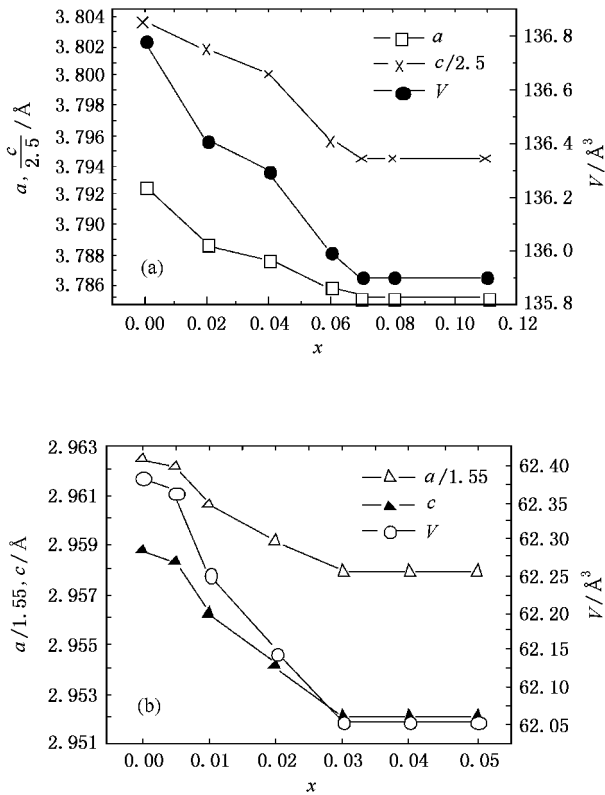 3.804
3.802
3.800
3.798
3.796
3.794
3.792
3.790
3.788
3.786
a, c/2.5 /Å
a
c/2.5
V
136.8
136.6
136.4
136.2
136.0
135.8
V/Å³
(a)
0.00 0.02 0.04 0.06 0.08 0.10 0.12
x
2.963
2.961
2.959
2.957
2.955
2.953
2.951
a/1.55, c/Å
a/1.55
c
V
62.40
62.35
62.30
62.25
62.20
62.15
62.10
62.05
V/Å³
(b)
0.00 0.01 0.02 0.03 0.04 0.05
x